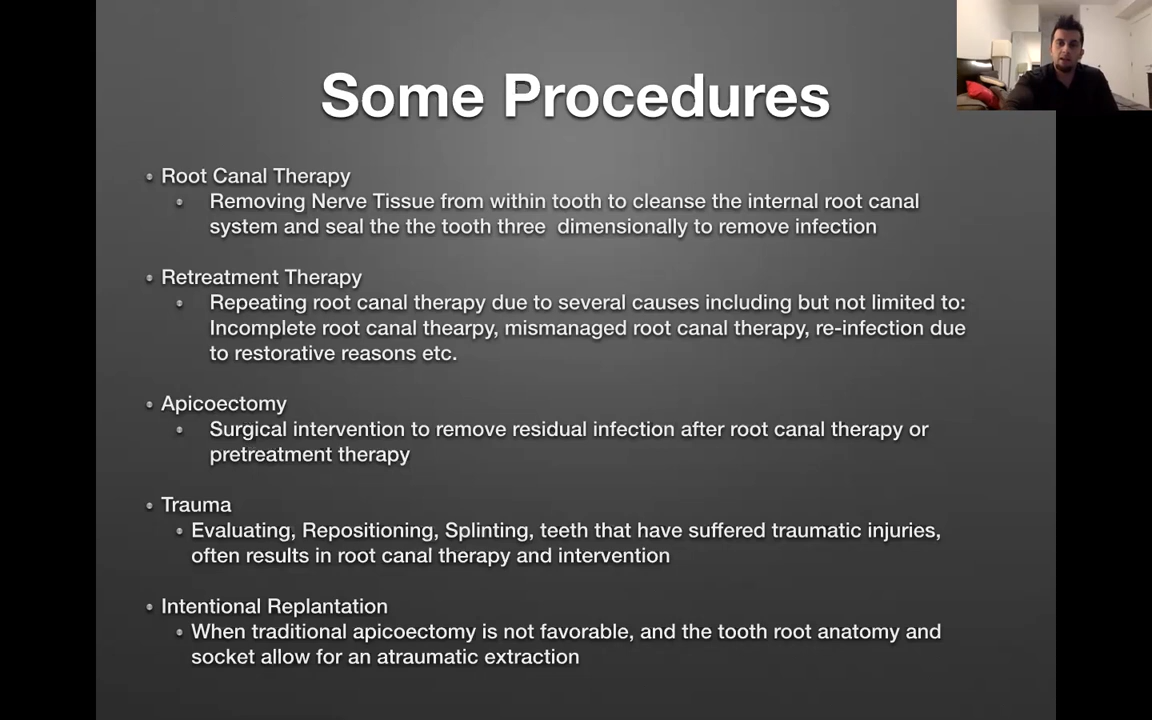 Some Procedures
Root Canal Therapy
Removing Nerve Tissue from within tooth to cleanse the internal root canal
system and seal the the tooth three dimensionally to remove infection
Retreatment Therapy
Repeating root canal therapy due to several causes including but not limited to:
Incomplete root canal thearpy, mismanaged root canal therapy, re-infection due
to restorative reasons etc.
Apicoectomy
Surgical intervention to remove residual infection after root canal therapy or
pretreatment therapy
Trauma
Evaluating, Repositioning, Splinting, teeth that have suffered traumatic injuries,
often results in root canal therapy and intervention
Intentional Replantation
When traditional apicoectomy is not favorable, and the tooth root anatomy and
socket allow for an atraumatic extraction